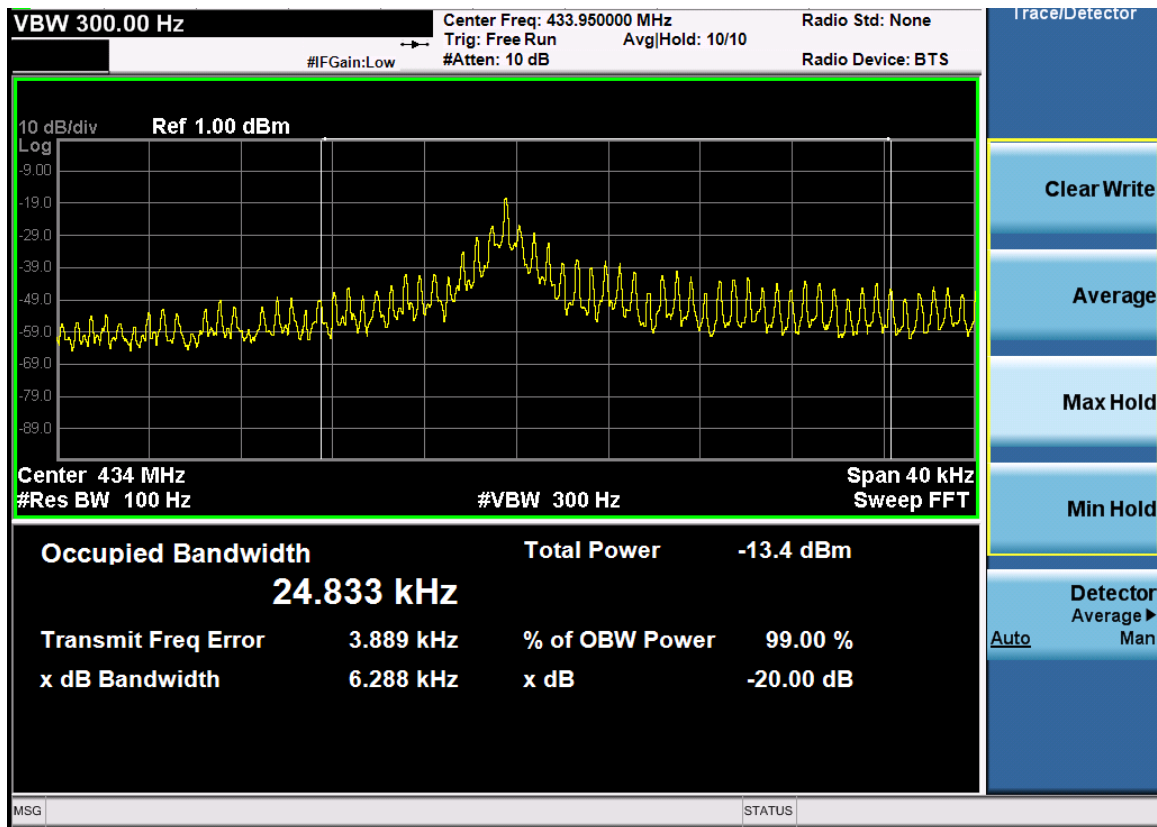 VBW 300.00 Hz
Center Freq: 433.950000 MHz
Radio Std: None
Trig: Free Run
Avg|Hold: 10/10
#IFGain:Low
#Atten: 10 dB
Radio Device: BTS
Trace/Detector
10 dB/div
Ref 1.00 dBm
Log
-9.00
-19.0
-29.0
-39.0
-49.0
-59.0
-69.0
-79.0
-89.0
Center 434 MHz
Span 40 kHz
#Res BW 100 Hz
#VBW 300 Hz
Sweep FFT
Occupied Bandwidth
24.833 kHz
Total Power
-13.4 dBm
Transmit Freq Error
3.889 kHz
% of OBW Power
99.00 %
x dB Bandwidth
6.288 kHz
x dB
-20.00 dB
Clear Write
Average
Max Hold
Min Hold
Detector
Average
Auto
Man
MSG
STATUS